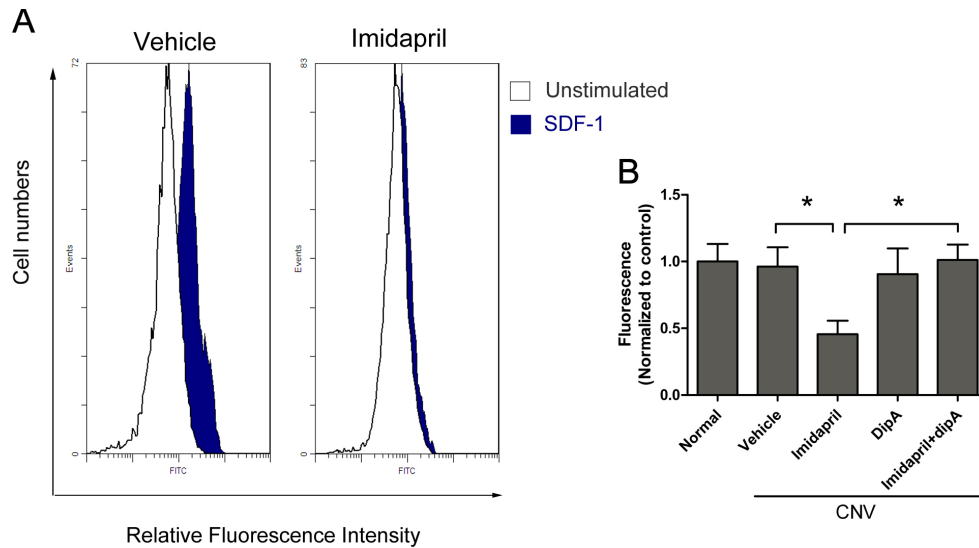 A
Vehicle
Imidapril
72
83
Unstimulated
SDF-1
Cell numbers
Events
Events
0
0
FITC
FITC
Relative Fluorescence Intensity
B
* *
Fluorescence
(Normalized to control)
1.5
1.0
0.5
0.0
Normal
Vehicle
Imidapril
DipA
Imidapril+dipA
CNV